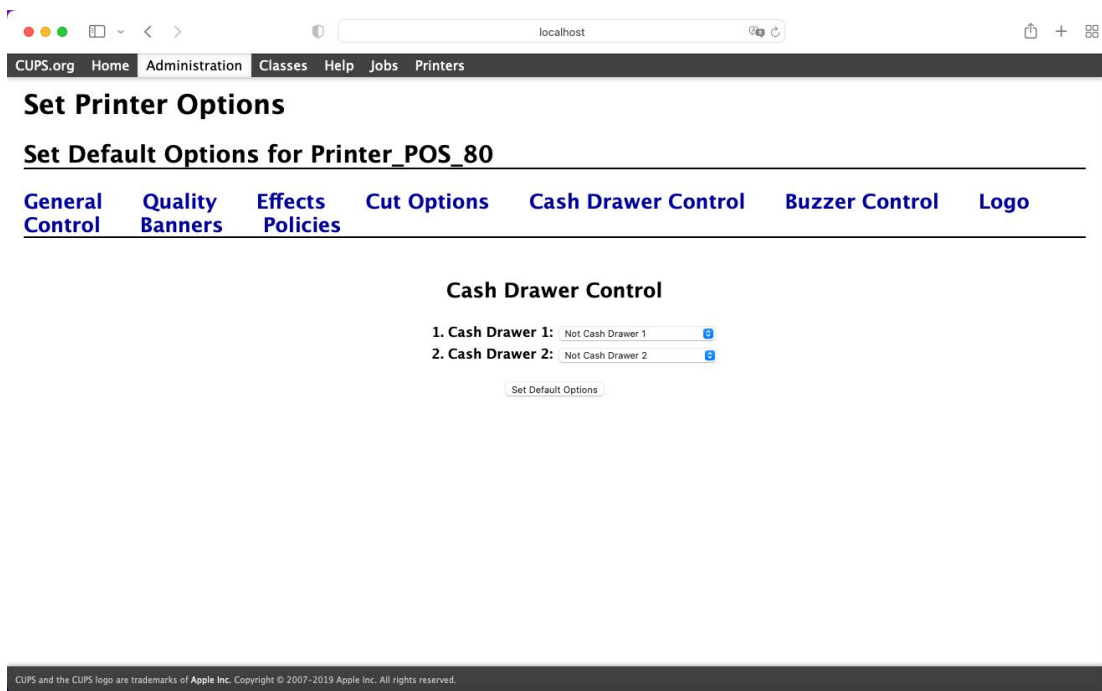 localhost
CUPS.org Home Administration Classes Help Jobs Printers
Set Printer Options
Set Default Options for Printer_POS_80
General Quality Effects Cut Options Cash Drawer Control Buzzer Control Logo
Control Banners Policies
Cash Drawer Control
1. Cash Drawer 1: Not Cash Drawer 1
2. Cash Drawer 2: Not Cash Drawer 2
Set Default Options
CUPS and the CUPS logo are trademarks of Apple Inc. Copyright © 2007-2019 Apple Inc. All rights reserved.